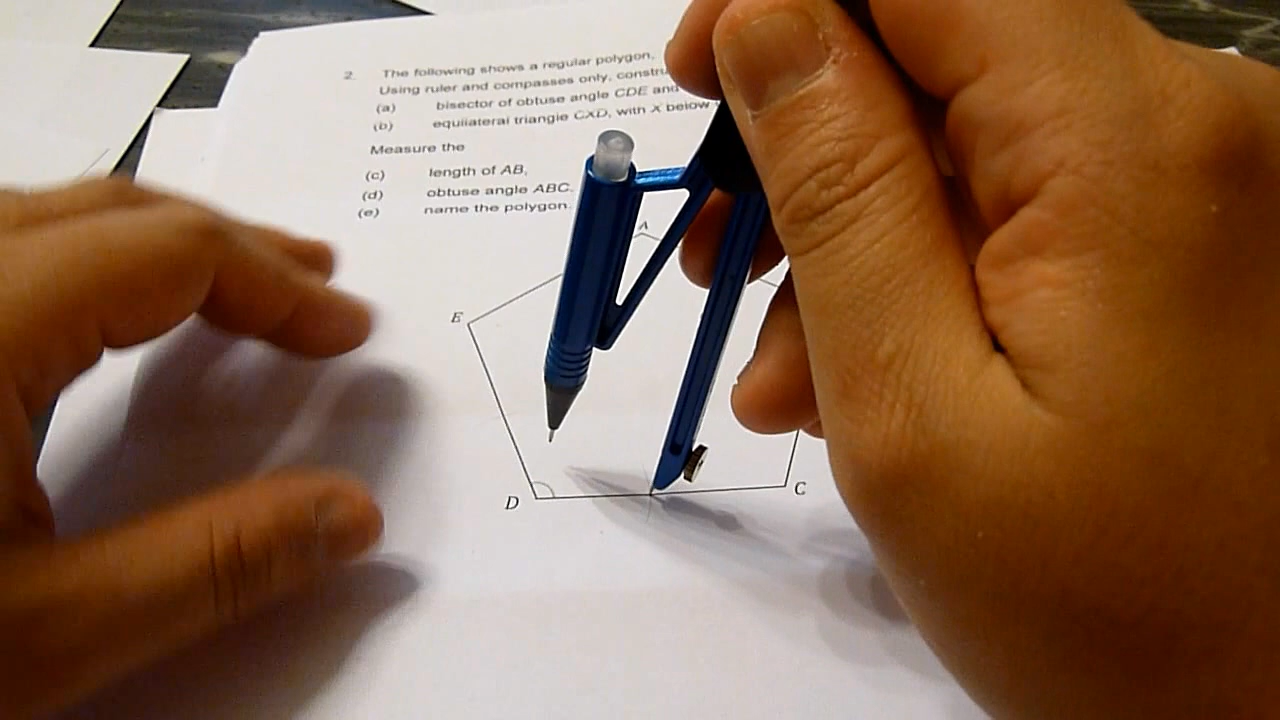 2. The following shows a regular polygon,
Using ruler and compasses only,
(a) bisector of obtuse angle CDE and
(b) equilateral triangle CXD, with X below
Measure the
(c) length of AB,
(d) obtuse angle ABC.
(e) name the polygon.
A
E
D
C